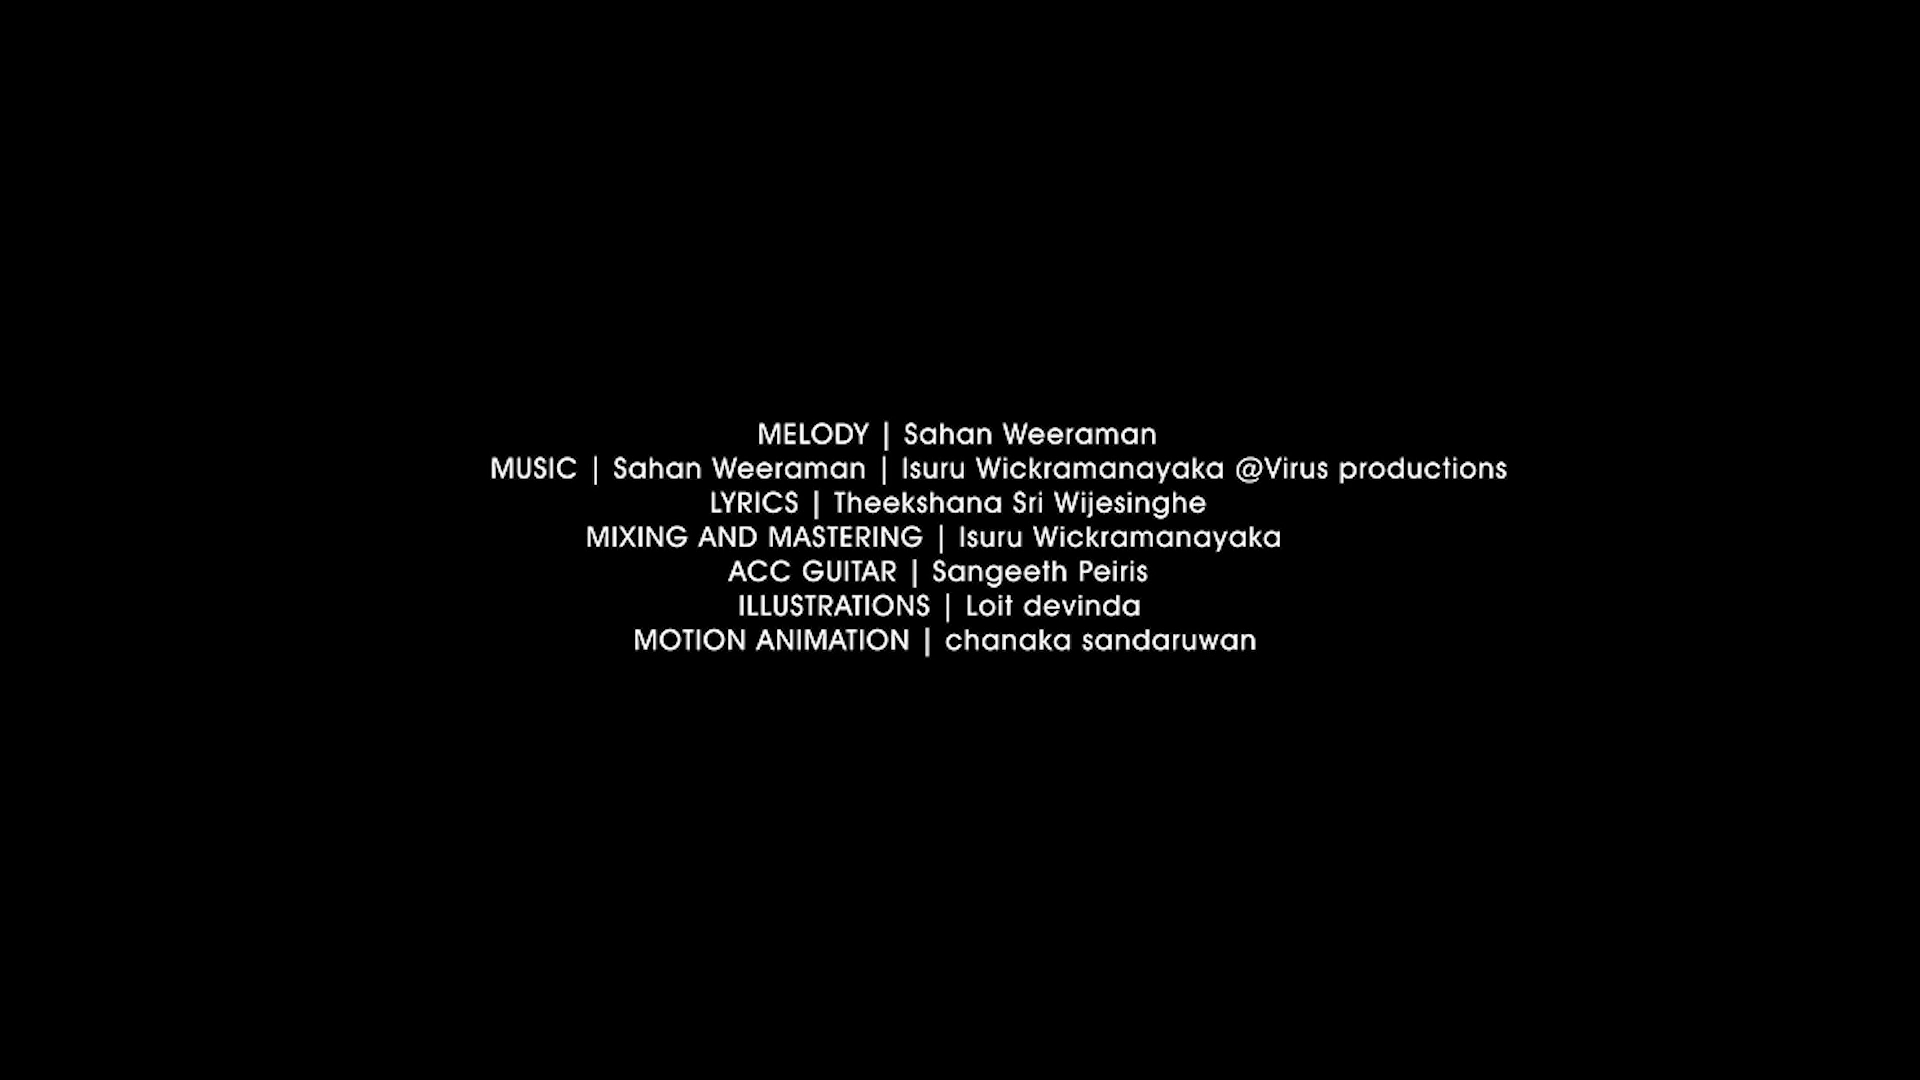 MELODY | Sahan Weeraman
MUSIC | Sahan Weeraman | Isuru Wickramanayaka @Virus productions
LYRICS | Theekshana Sri Wijesinghe
MIXING AND MASTERING | Isuru Wickramanayaka
ACC GUITAR | Sangeeth Peiris
ILLUSTRATIONS | Loit devinda
MOTION ANIMATION | chanaka sandaruwan